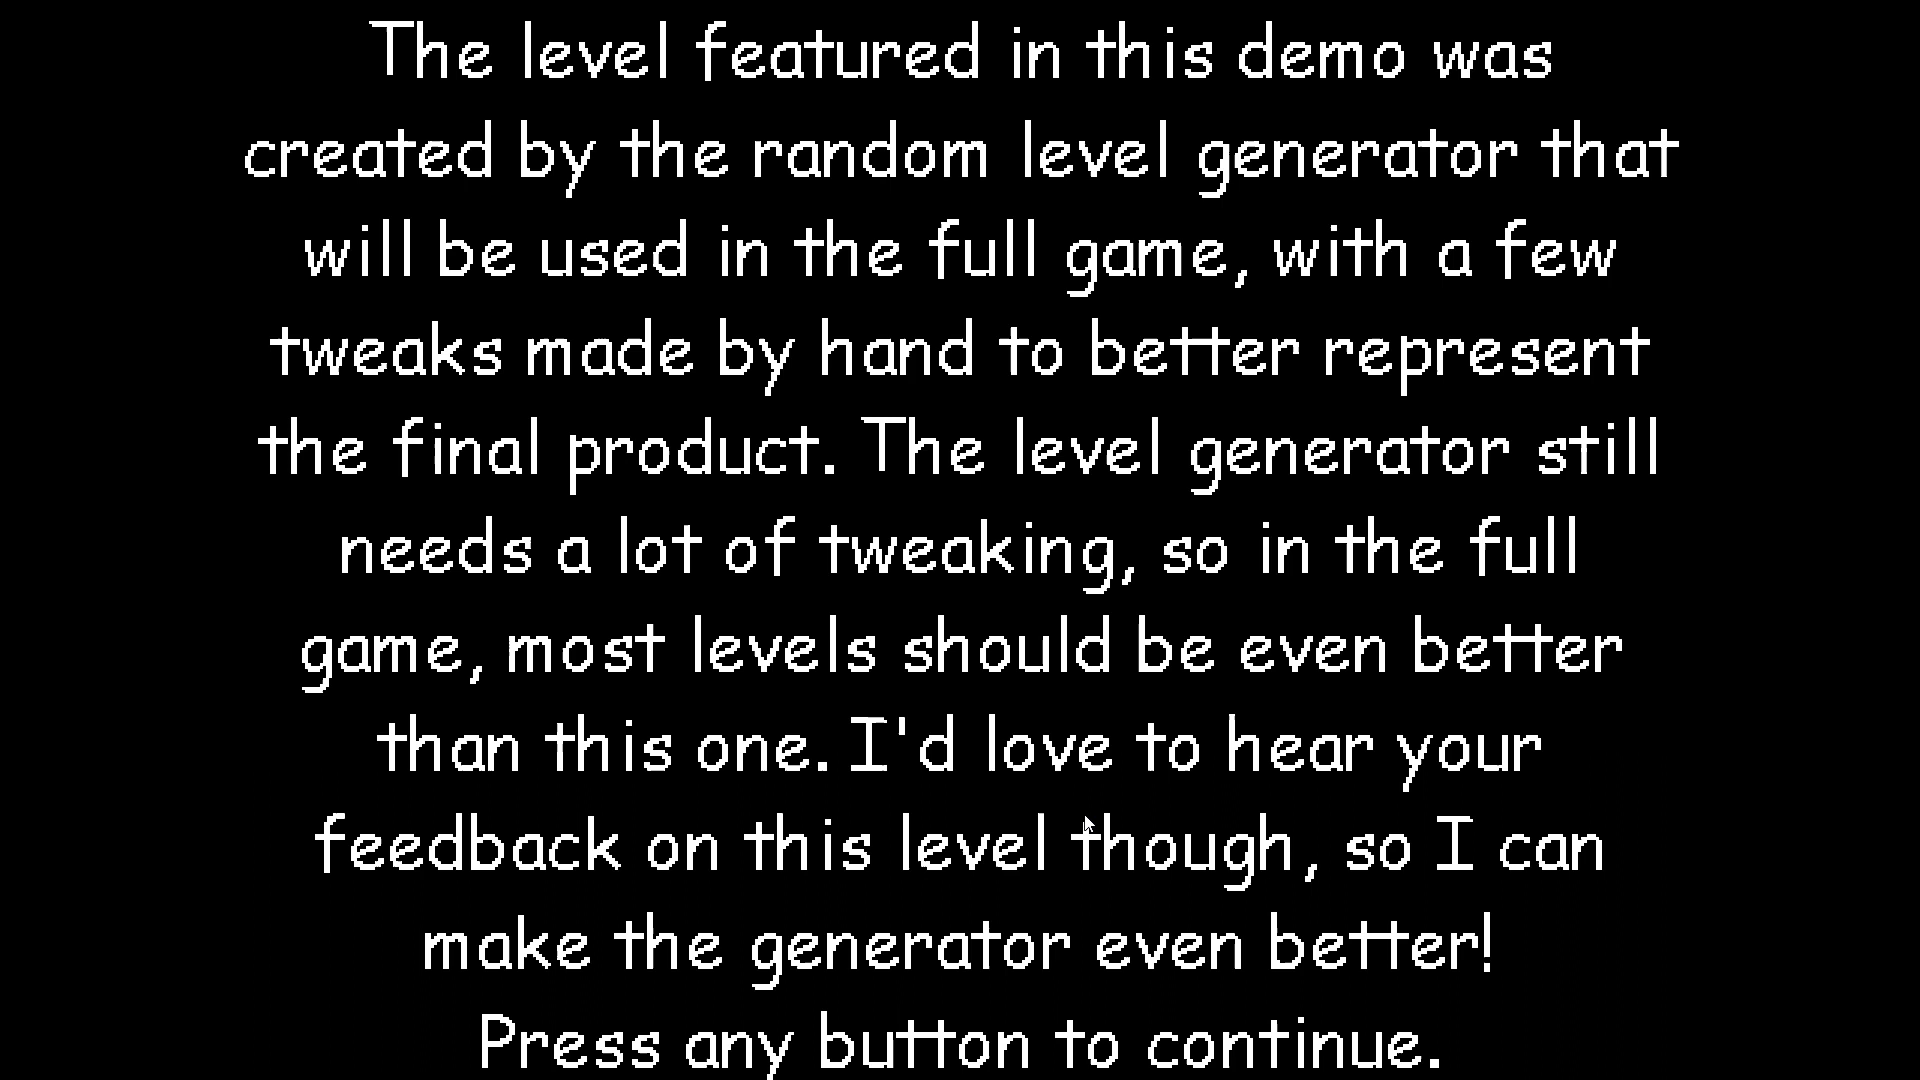 The level featured in this demo was
created by the random level generator that
will be used in the full game, with a few
tweaks made by hand to better represent
the final product. The level generator still
needs a lot of tweaking, so in the full
game, most levels should be even better
than this one. I'd love to hear your
feedback on this level though, so I can
make the generator even better!
Press any button to continue.